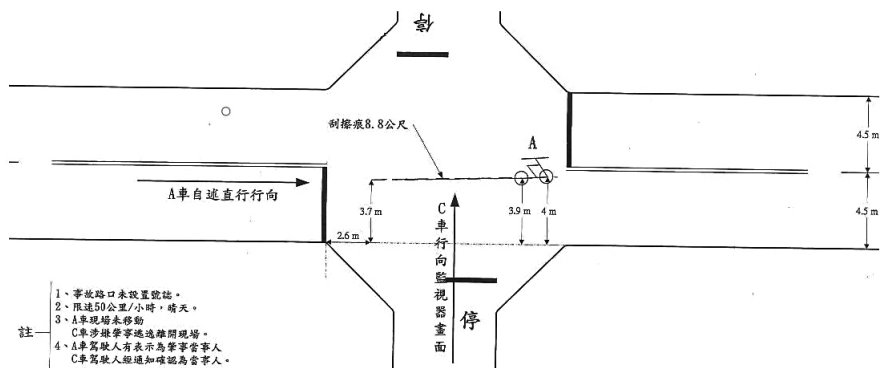 停
刮擦痕8.8公尺
A
4.5 m
A車自述直行行向
3.7 m
C車行向監視器畫面
3.9 m
4 m
4.5 m
2.6 m
停
註
1、事故路口未設置號誌。
2、限速50公里/小時，晴天。
3、A車現場未移動
C車涉嫌肇事逃逸離開現場。
4、A車駕駛人有表示為肇事當事人
C車駕駛人經通知確認為當事人。